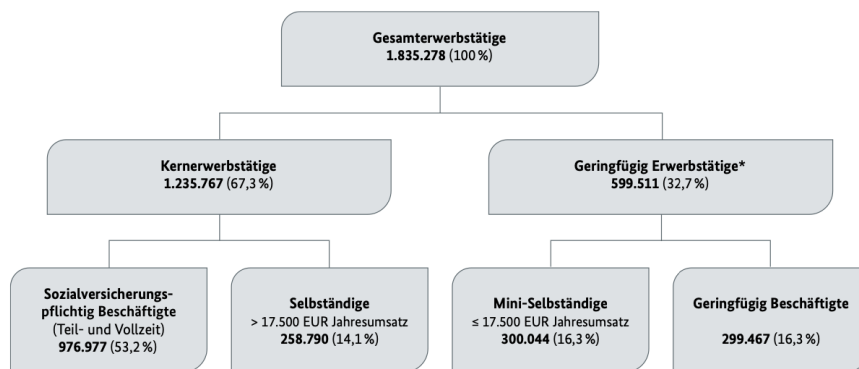 Gesamterwerbstätige
1.835.278 (100 %)
Kernerwerbstätige
1.235.767 (67,3 %)
Geringfügig Erwerbstätige*
599.511 (32,7 %)
Sozialversicherungs-
pflichtig Beschäftigte
(Teil- und Vollzeit)
976.977 (53,2 %)
Selbständige
> 17.500 EUR Jahresumsatz
258.790 (14,1 %)
Mini-Selbständige
≤ 17.500 EUR Jahresumsatz
300.044 (16,3 %)
Geringfügig Beschäftigte
299.467 (16,3 %)